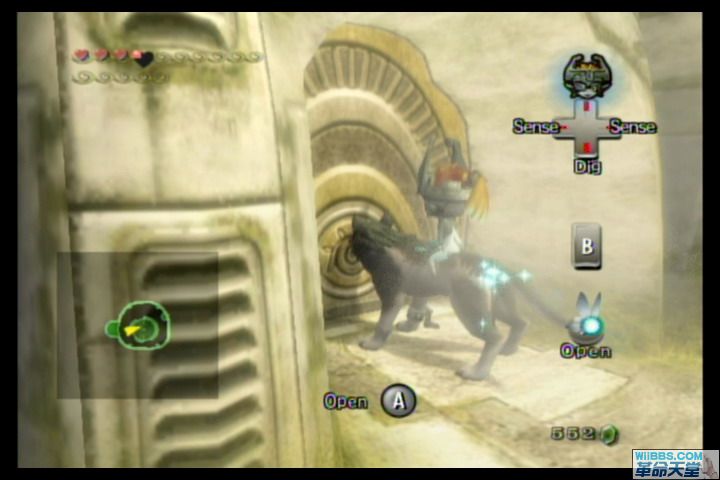 Sense
Sense
Dig
B
Open
Open
A
552
WiiBBS.COM
革命天堂